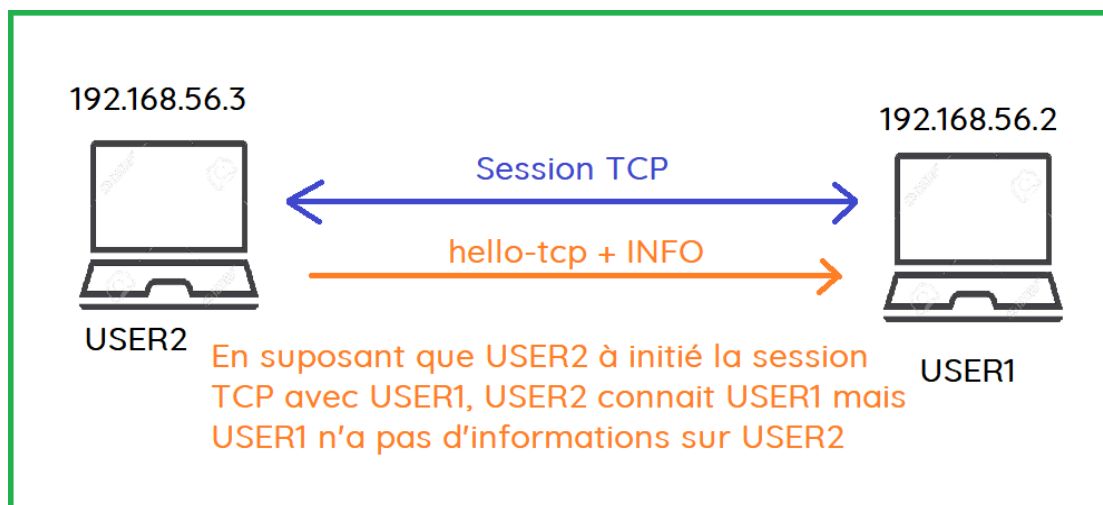 192.168.56.3
192.168.56.2
Session TCP
hello-tcp + INFO
USER2
USER1
En suposant que USER2 à initié la session
TCP avec USER1, USER2 connait USER1 mais
USER1 n'a pas d'informations sur USER2